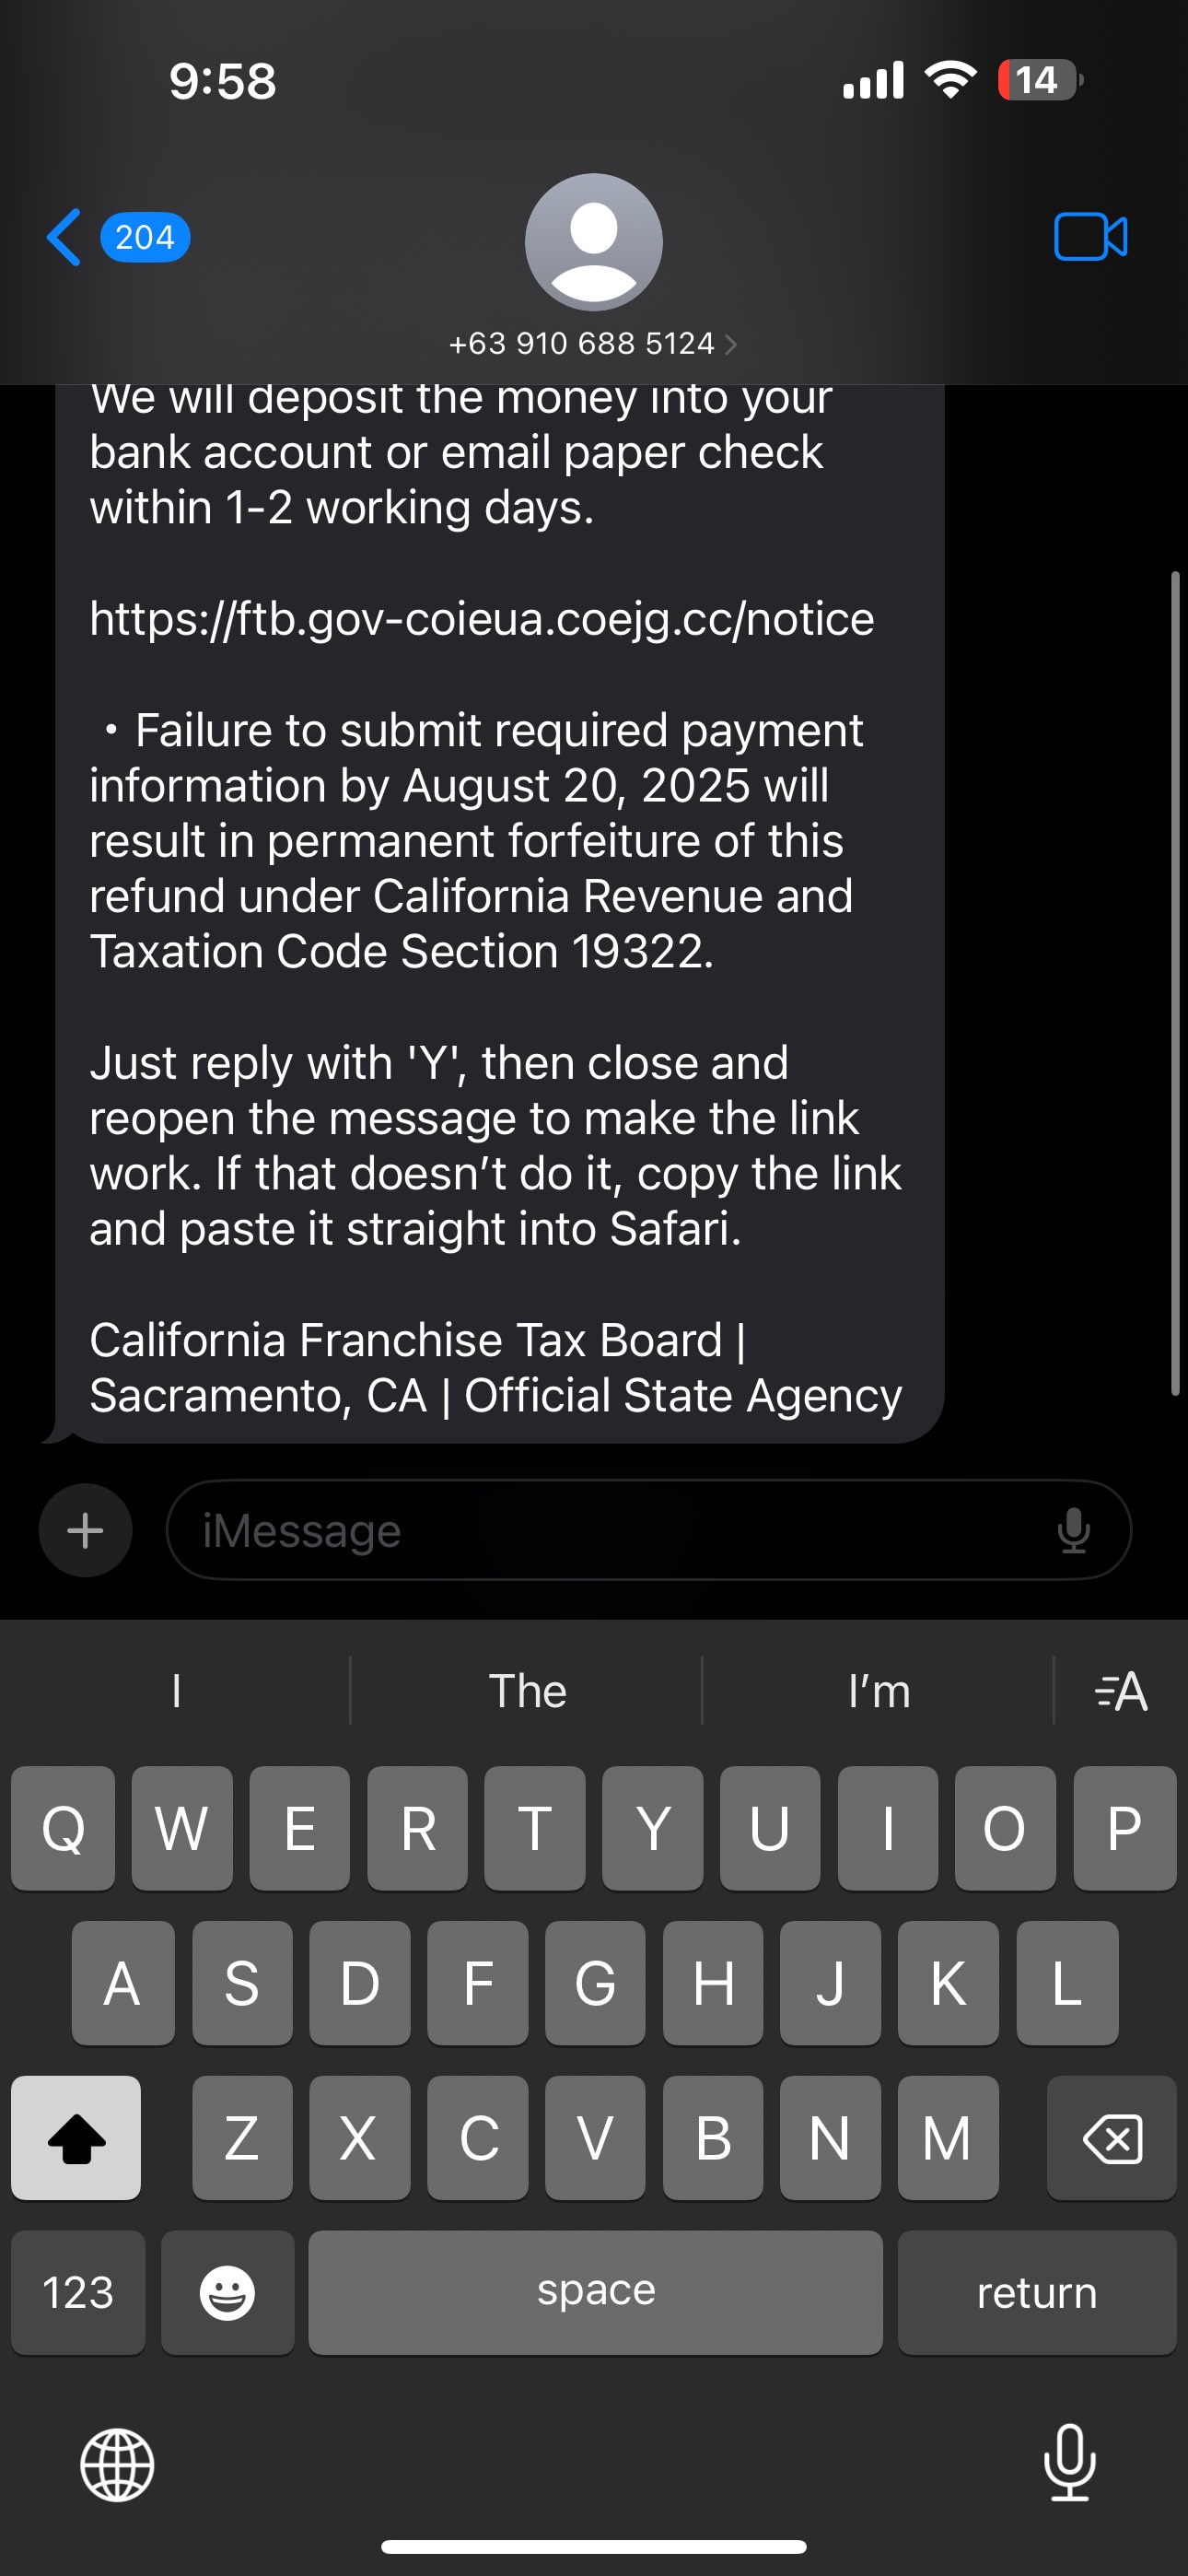 9:58
14
204
+63 910 688 5124
We will deposit the money into your
bank account or email paper check
within 1-2 working days.
https://ftb.gov-coieua.coejg.cc/notice
• Failure to submit required payment
information by August 20, 2025 will
result in permanent forfeiture of this
refund under California Revenue and
Taxation Code Section 19322.
Just reply with 'Y', then close and
reopen the message to make the link
work. If that doesn’t do it, copy the link
and paste it straight into Safari.
California Franchise Tax Board |
Sacramento, CA | Official State Agency
iMessage
I The I’m A
Q W E R T Y U I O P
A S D F G H J K L
Z X C V B N M
123 space return